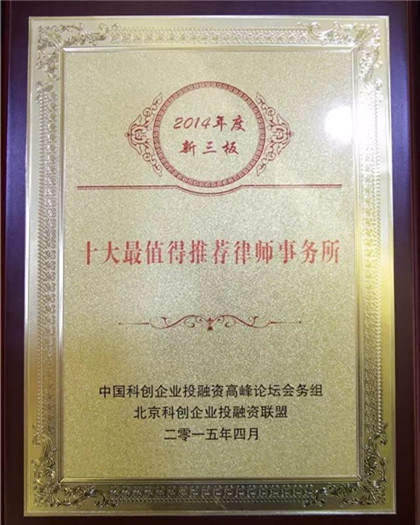 2014年度
新三板
十大最值得推荐律师事务所
中国科创企业投融资高峰论坛会务组
北京科创企业投融资联盟
二零一五年四月